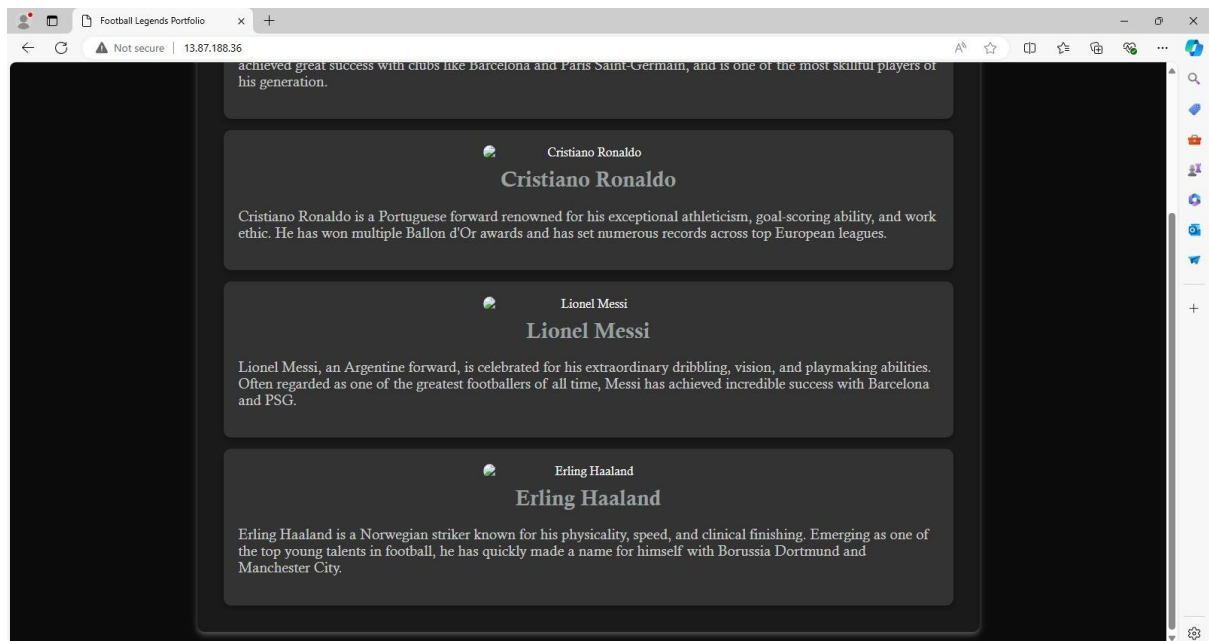 Football Legends Portfolio
Not secure | 13.87.188.36
achieved great success with clubs like Barcelona and Paris Saint-Germain, and is one of the most skillful players of
his generation.
Cristiano Ronaldo
Cristiano Ronaldo
Cristiano Ronaldo is a Portuguese forward renowned for his exceptional athleticism, goal-scoring ability, and work
ethic. He has won multiple Ballon d'Or awards and has set numerous records across top European leagues.
Lionel Messi
Lionel Messi
Lionel Messi, an Argentine forward, is celebrated for his extraordinary dribbling, vision, and playmaking abilities.
Often regarded as one of the greatest footballers of all time, Messi has achieved incredible success with Barcelona
and PSG.
Erling Haaland
Erling Haaland
Erling Haaland is a Norwegian striker known for his physicality, speed, and clinical finishing. Emerging as one of
the top young talents in football, he has quickly made a name for himself with Borussia Dortmund and
Manchester City.